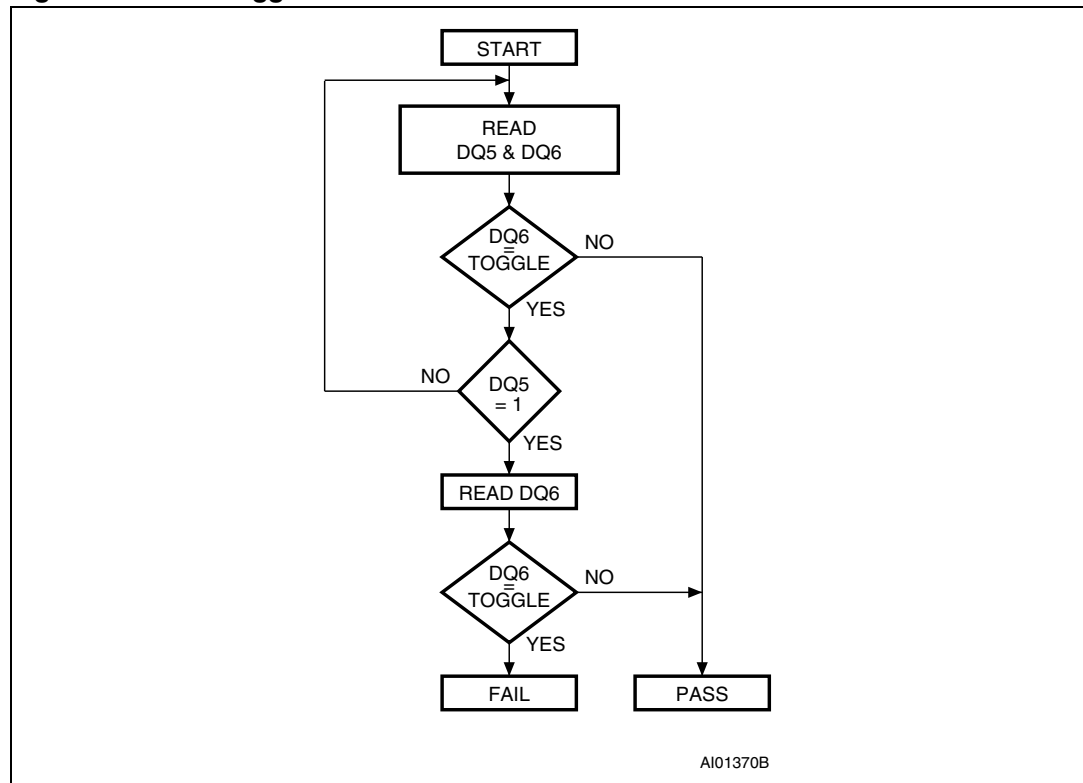 START
READ
DQ5 & DQ6
DQ6
=
TOGGLE
NO
YES
NO
DQ5
= 1
YES
READ DQ6
DQ6
=
TOGGLE
NO
YES
FAIL
PASS
AI01370B